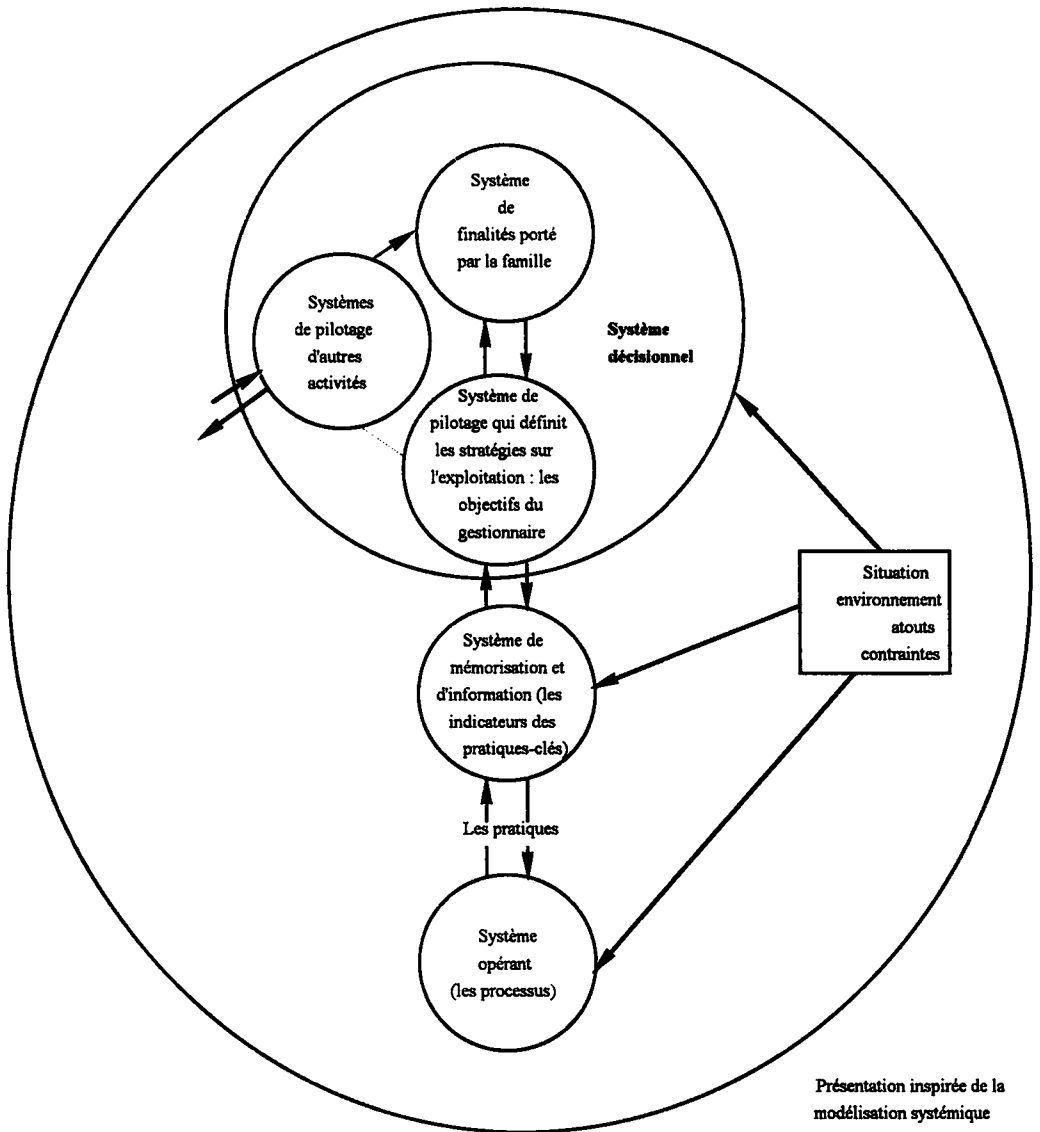 Système
de
finalités porté
par la famille
Systèmes
de pilotage
d'autres
activités
Système
décisionnel
Système de
pilotage qui définit
les stratégies sur
l'exploitation : les
objectifs du
gestionnaire
Situation
environnement
atouts
contraintes
Système de
mémorisation et
d'information (les
indicateurs des
pratiques-clés)
Les pratiques
Système
opérant
(les processus)
Présentation inspirée de la
modélisation systémique